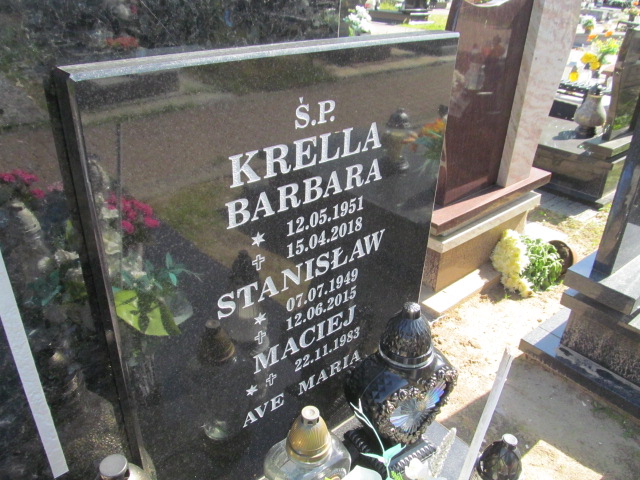 Ś.P.
KRELLA
BARBARA
* 12.05.1951
✝ 15.04.2018
STANISŁAW
* 07.07.1949
✝ 12.06.2015
MACIEJ
* ✝ 22.11.1983
AVE MARIA